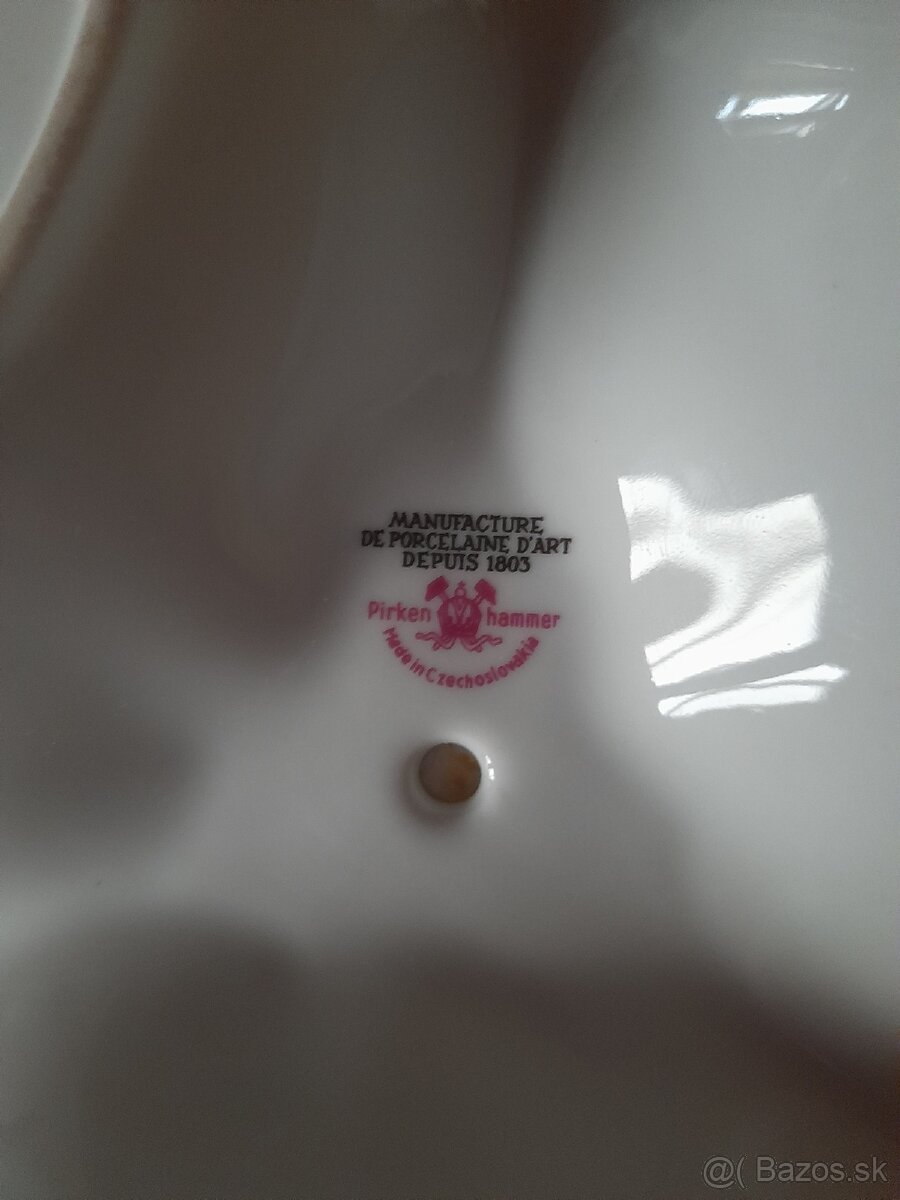 MANUFACTURE
DE PORCELAINE D'ART
DEPUIS 1803
Pirken hammer
Made in Czechoslovakia
@( Bazos.sk